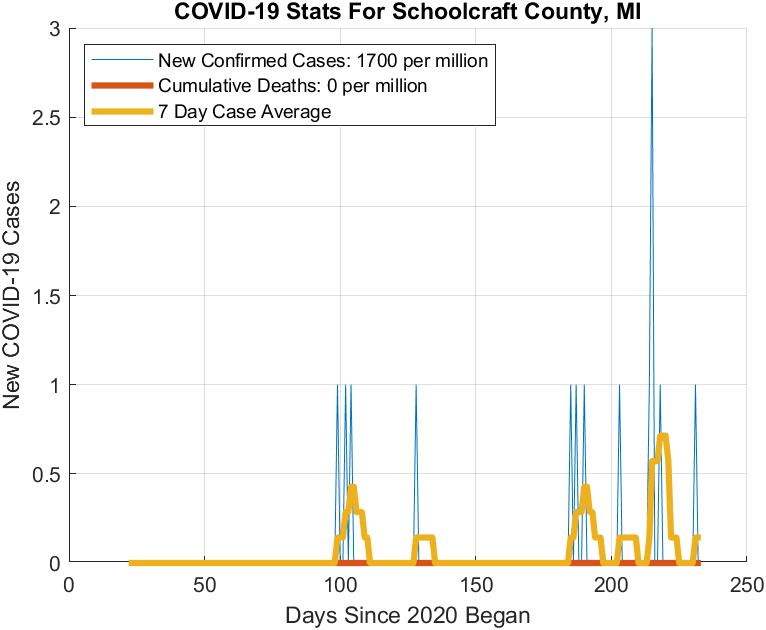 COVID-19 Stats For Schoolcraft County, MI
New Confirmed Cases: 1700 per million
Cumulative Deaths: 0 per million
7 Day Case Average
New COVID-19 Cases
3
2.5
2
1.5
1
0.5
0
0 50 100 150 200 250
Days Since 2020 Began